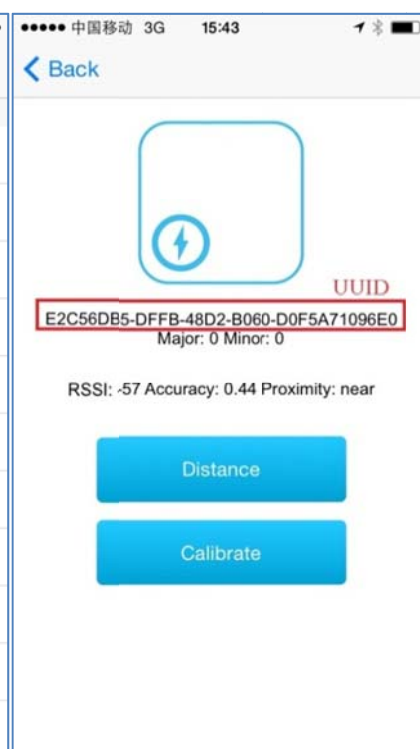 中国移动 3G 15:43
Back
UUID
E2C56DB5-DFFB-48D2-B060-D0F5A71096E0
Major: 0 Minor: 0
RSSI: -57 Accuracy: 0.44 Proximity: near
Distance
Calibrate